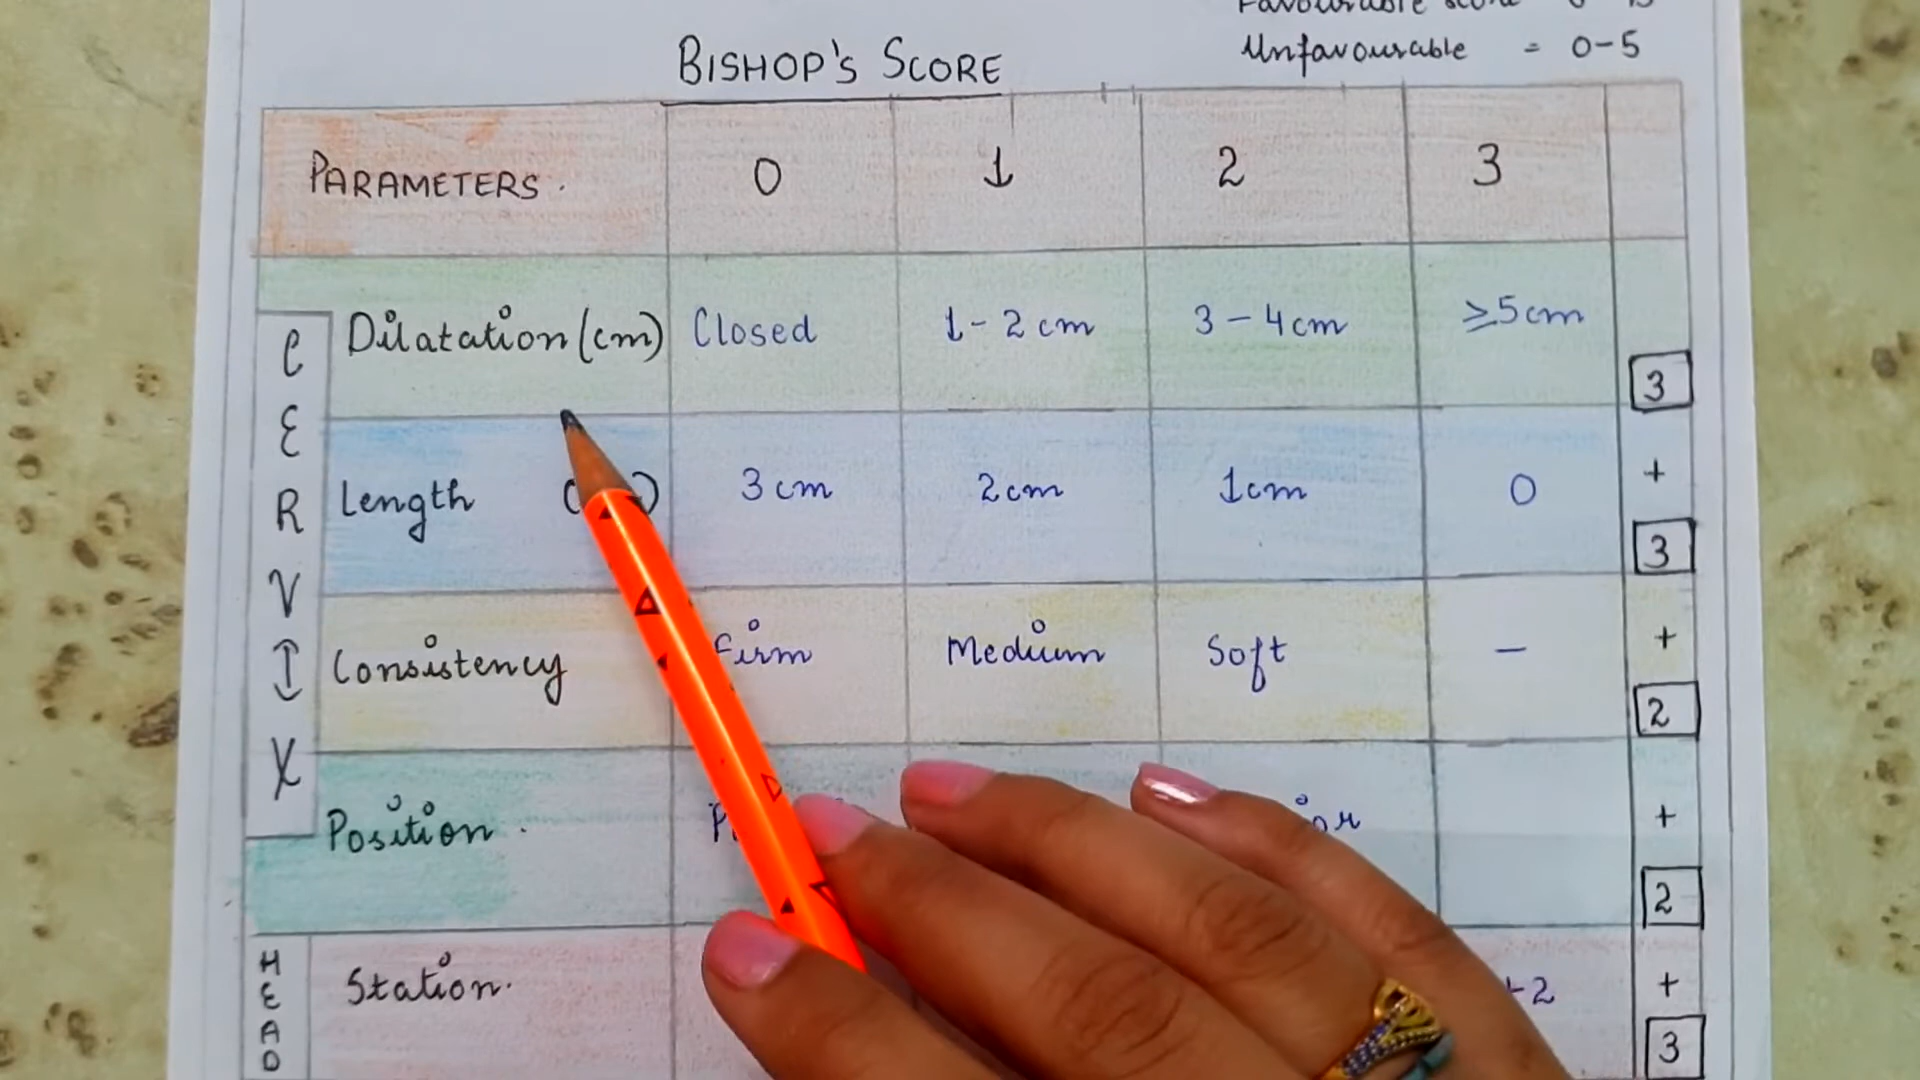 Unfavourable = 0-5
BISHOP'S SCORE
PARAMETERS. 0 1 2 3
CERVIX
Dilatation (cm) Closed 1-2 cm 3-4 cm ≥5 cm 3
+
Length 3 cm 2 cm 1 cm 0 3
+
Consistency Firm Medium Soft - 2
+
Position. 2
+
HEAD
Station. +2 3